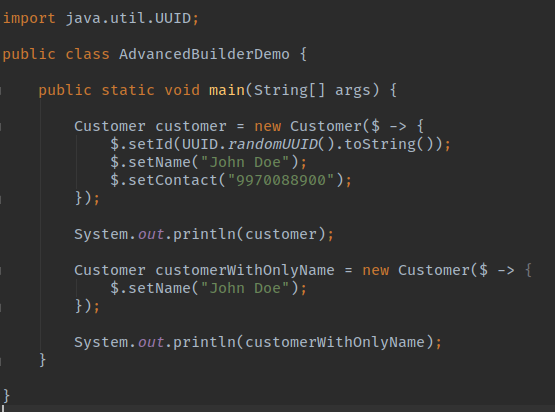 import java.util.UUID;
public class AdvancedBuilderDemo {
public static void main(String[] args) {
Customer customer = new Customer($ -> {
$.setId(UUID.randomUUID().toString());
$.setName("John Doe");
$.setContact("9970088900");
});
System.out.println(customer);
Customer customerWithOnlyName = new Customer($ -> {
$.setName("John Doe");
});
System.out.println(customerWithOnlyName);
}
}